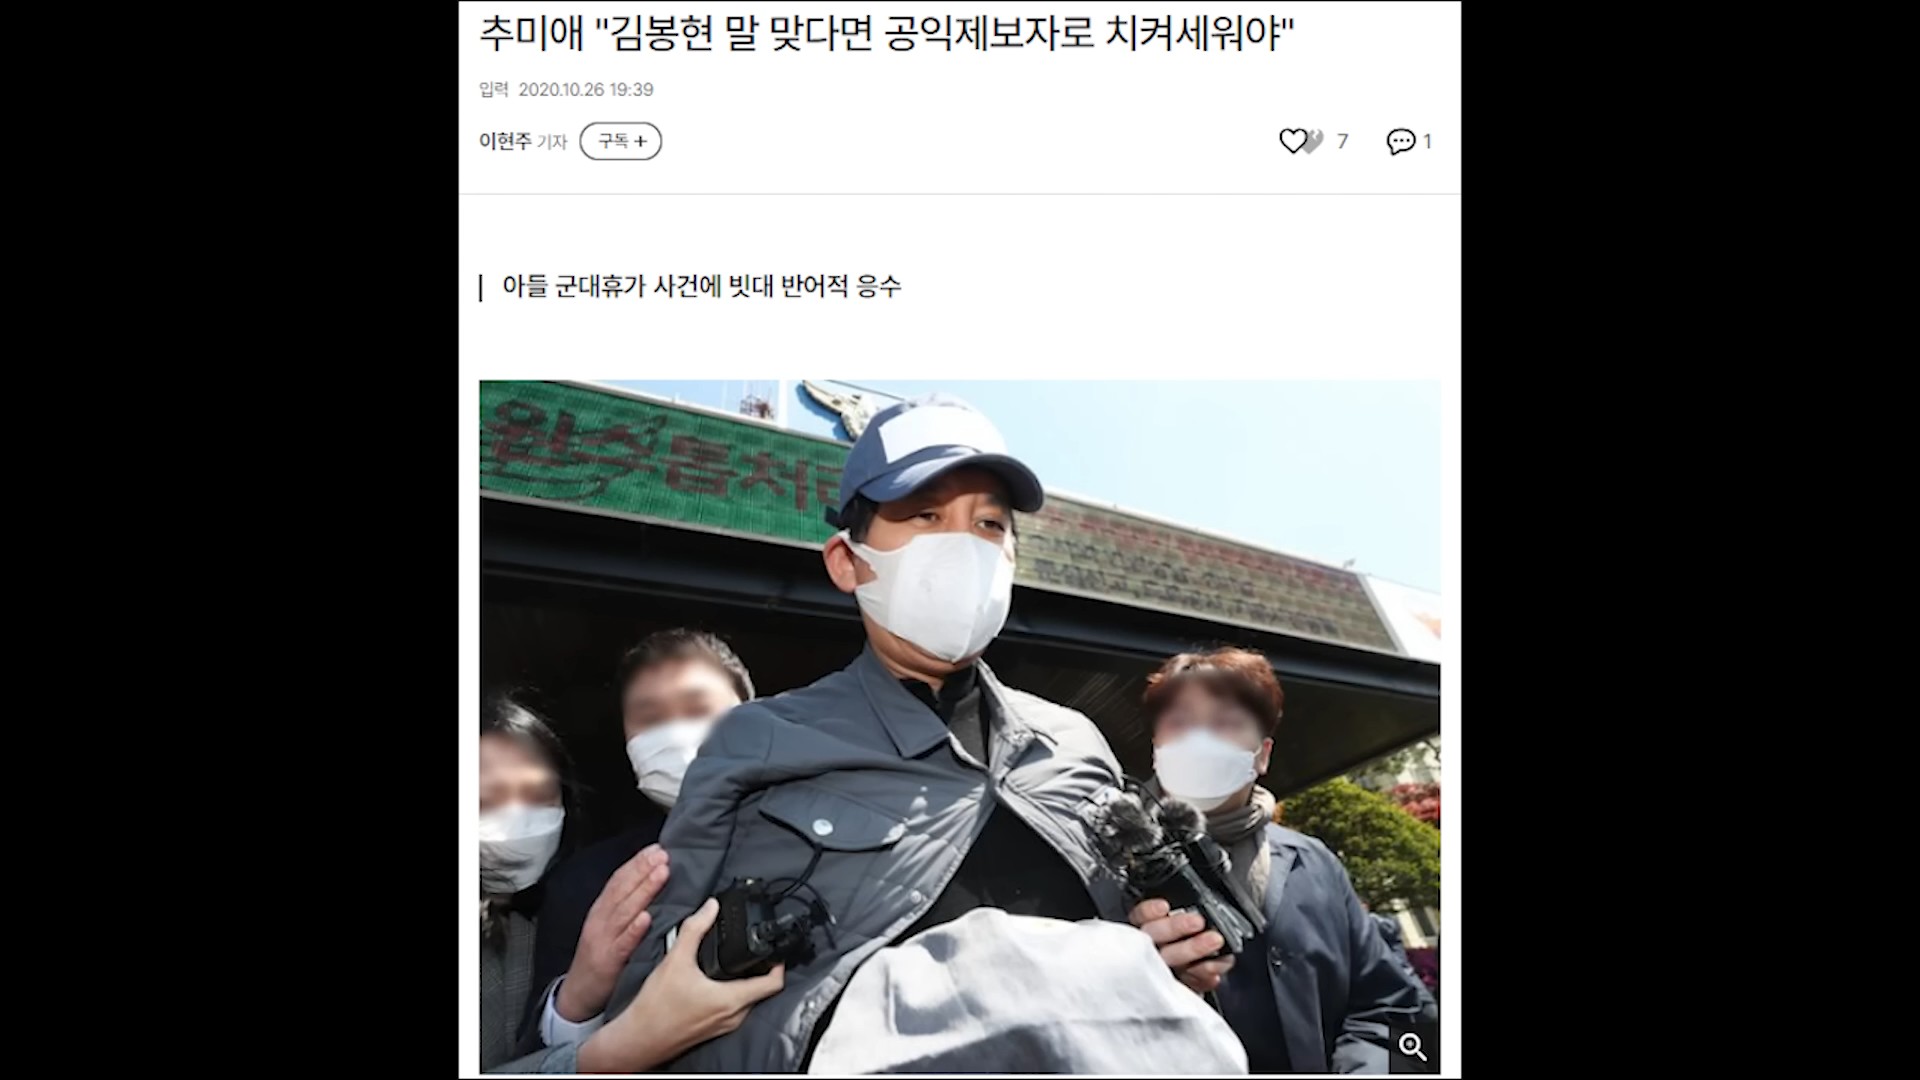 추미애 "김봉현 말 맞다면 공익제보자로 치켜세워야"
입력 2020.10.26 19:39
이현주 기자 구독 +
7 1
아들 군대휴가 사건에 빗대 반어적 응수